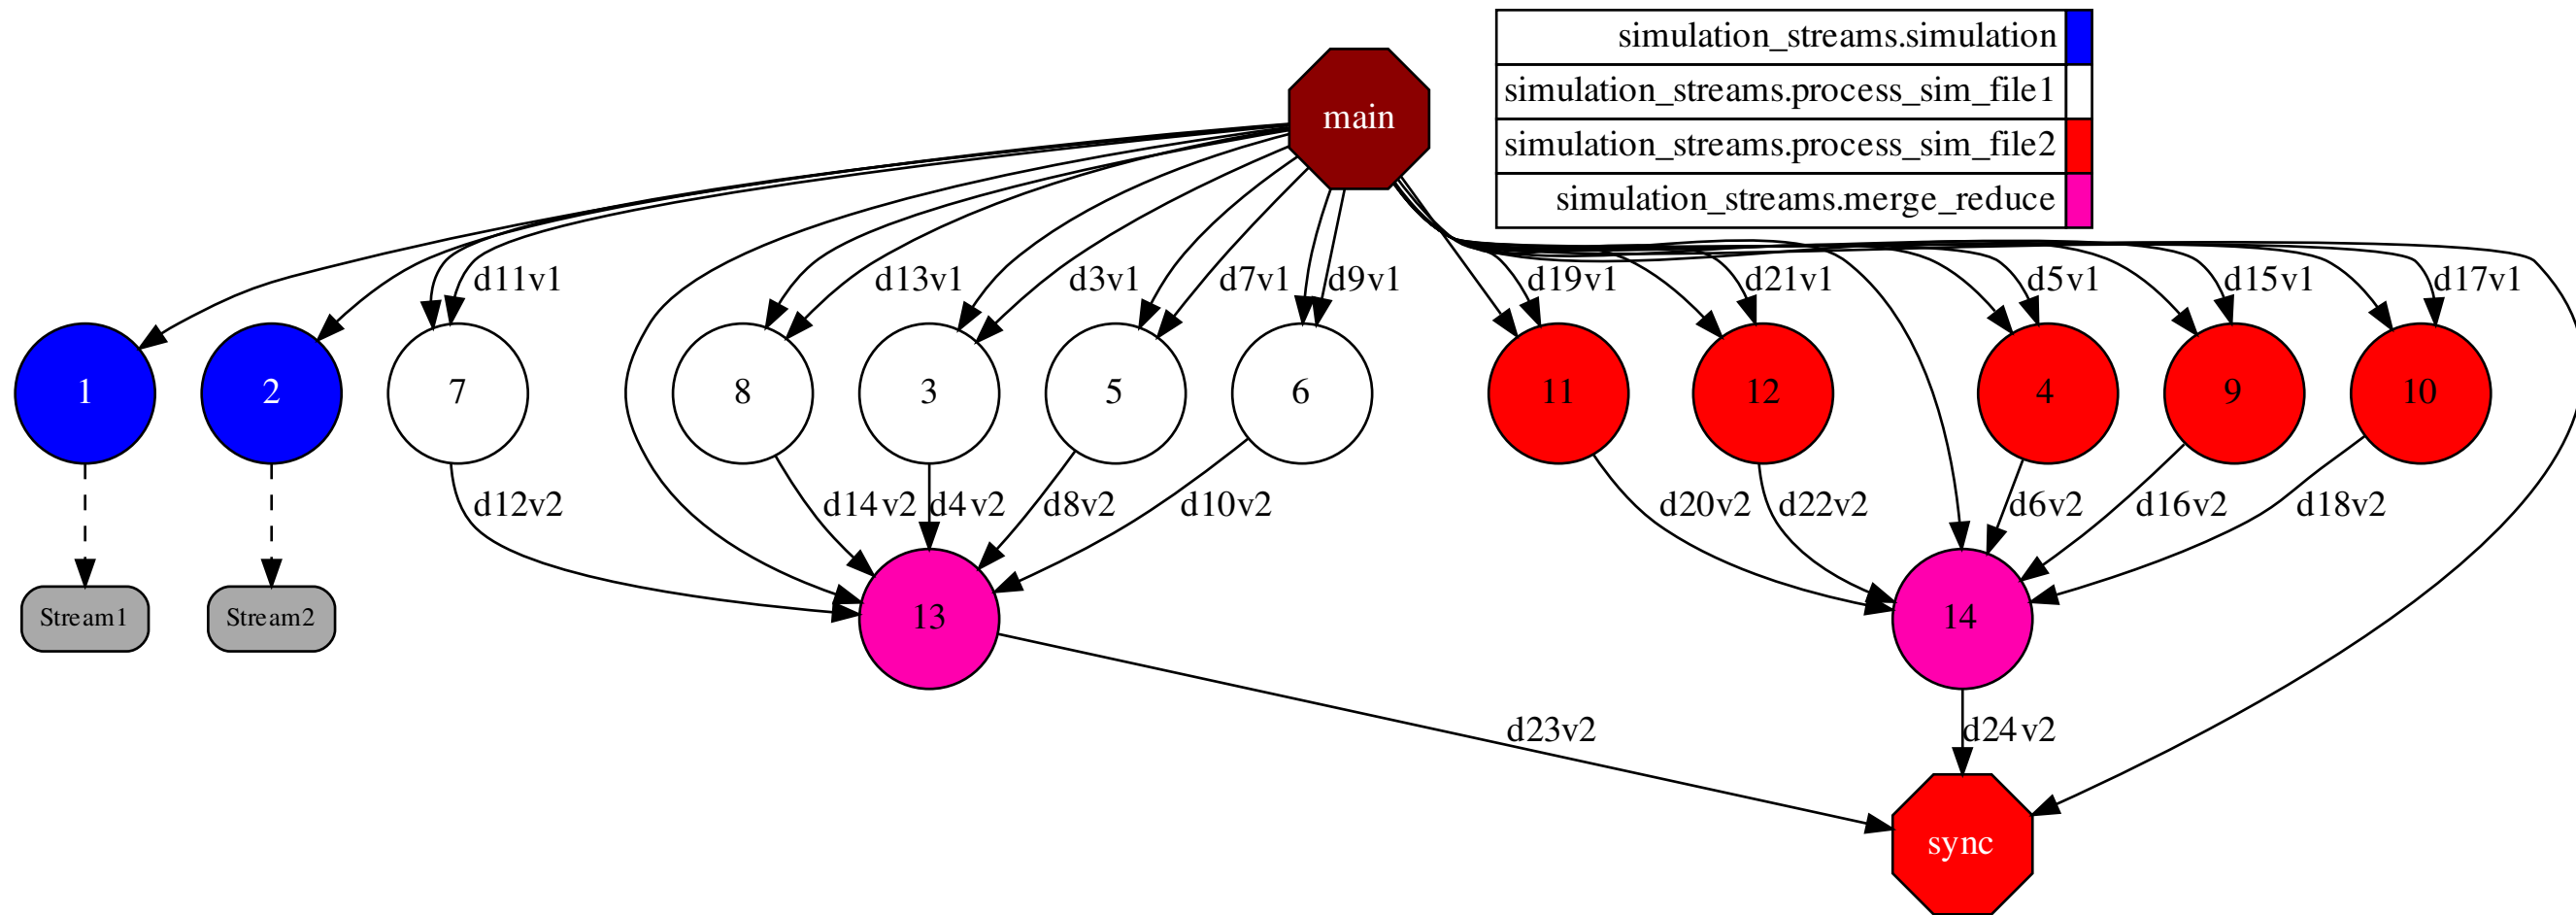 simulation_streams.simulation
simulation_streams.process_sim_file1
simulation_streams.process_sim_file2
simulation_streams.merge_reduce
main
d11v1
d13v1
d3v1
d7v1
d9v1
d19v1
d21v1
d5v1
d15v1
d17v1
1
2
7
8
3
5
6
11
12
4
9
10
d12v2
d14v2
d4v2
d8v2
d10v2
d20v2
d22v2
d6v2
d16v2
d18v2
Stream1
Stream2
13
14
d23v2
d24v2
sync